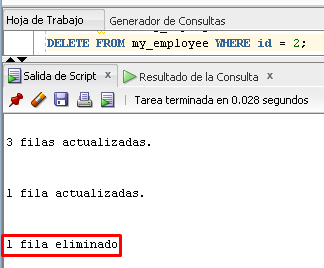 Hoja de Trabajo Generador de Consultas
DELETE FROM my_employee WHERE id = 2;
Salida de Script x Resultado de la Consulta x
Tarea terminada en 0.028 segundos
3 filas actualizadas.
1 fila actualizadas.
1 fila eliminado